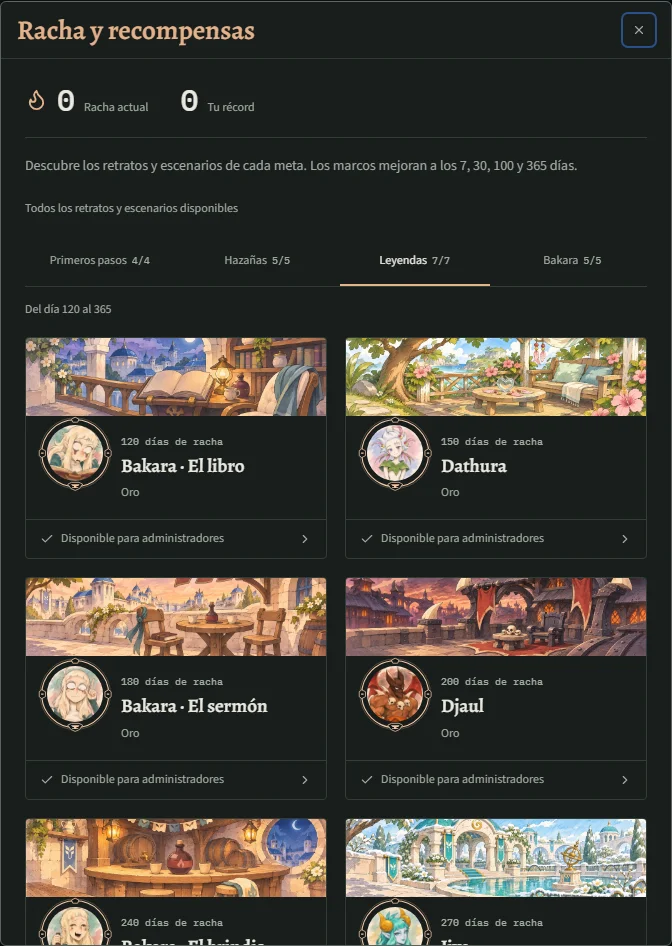 Racha y recompensas
0 Racha actual 0 Tu récord
Descubre los retratos y escenarios de cada meta. Los marcos mejoran a los 7, 30, 100 y 365 días.
Todos los retratos y escenarios disponibles
Primeros pasos 4/4 Hazañas 5/5 Leyendas 7/7 Bakara 5/5
Del día 120 al 365
120 días de racha
Bakara · El libro
Oro
Disponible para administradores
150 días de racha
Dathura
Oro
Disponible para administradores
180 días de racha
Bakara · El sermón
Oro
Disponible para administradores
200 días de racha
Djaul
Oro
Disponible para administradores
240 días de racha
Bakara · El brindis
270 días de racha